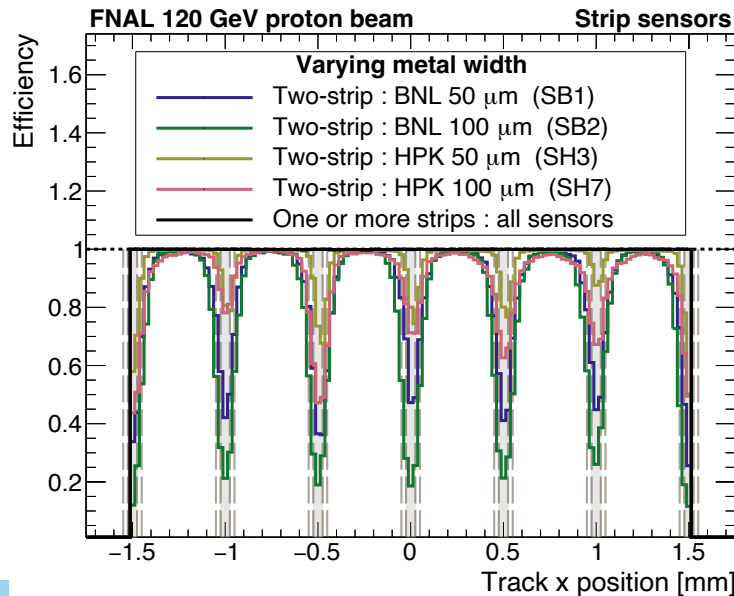 FNAL 120 GeV proton beam Strip sensors
Efficiency
Varying metal width
Two-strip : BNL 50 μm (SB1)
Two-strip : BNL 100 μm (SB2)
Two-strip : HPK 50 μm (SH3)
Two-strip : HPK 100 μm (SH7)
One or more strips : all sensors
1.6
1.4
1.2
1
0.8
0.6
0.4
0.2
−1.5 −1 −0.5 0 0.5 1 1.5
Track x position [mm]